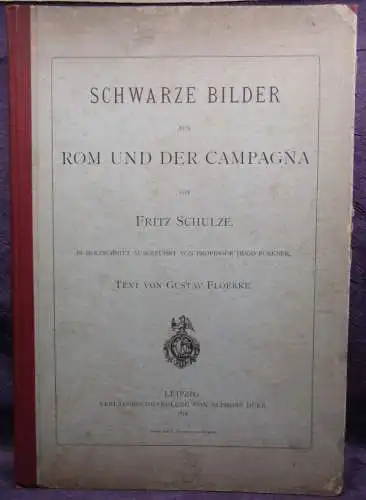 SCHWARZE BILDER
AUS
ROM UND DER CAMPAGNA
VON
FRITZ SCHULZE.
IN HOLZSCHNITT AUSGEFÜHRT VON PROFESSOR HUGO BÜRKNER.
TEXT VON GUSTAV FLOERKE.
LEIPZIG
VERLAGSBUCHHANDLUNG VON ALPHONS DÜRR.